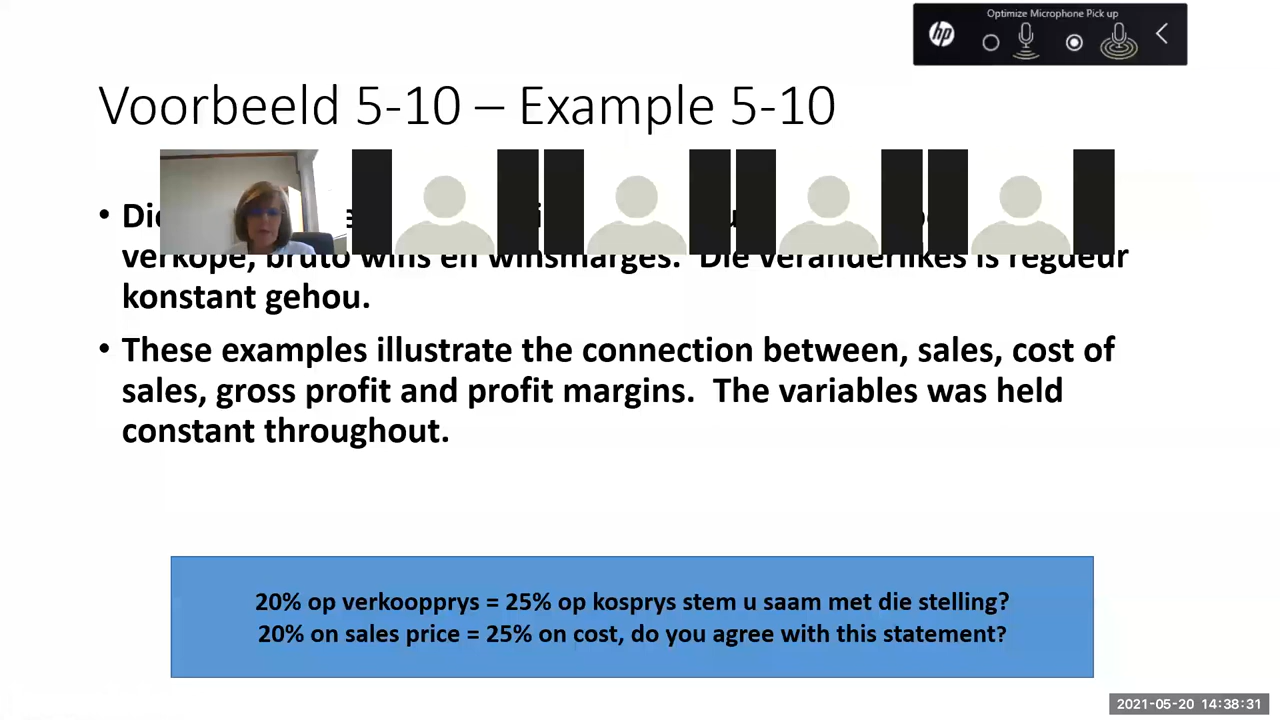 hp
Optimize Microphone Pick up
Voorbeeld 5-10 – Example 5-10
• Die
verkope, bruto wins en winsmarges. Die veranderlikes is regdeur
konstant gehou.
• These examples illustrate the connection between, sales, cost of
sales, gross profit and profit margins. The variables was held
constant throughout.
20% op verkoopprys = 25% op kosprys stem u saam met die stelling?
20% on sales price = 25% on cost, do you agree with this statement?
2021-05-20 14:38:31